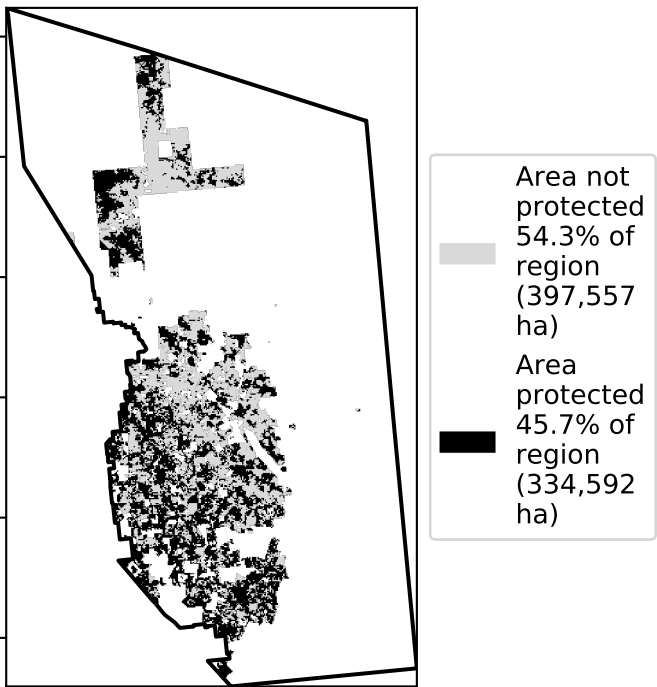 Area not
protected
54.3% of
region
(397,557
ha)
Area
protected
45.7% of
region
(334,592
ha)